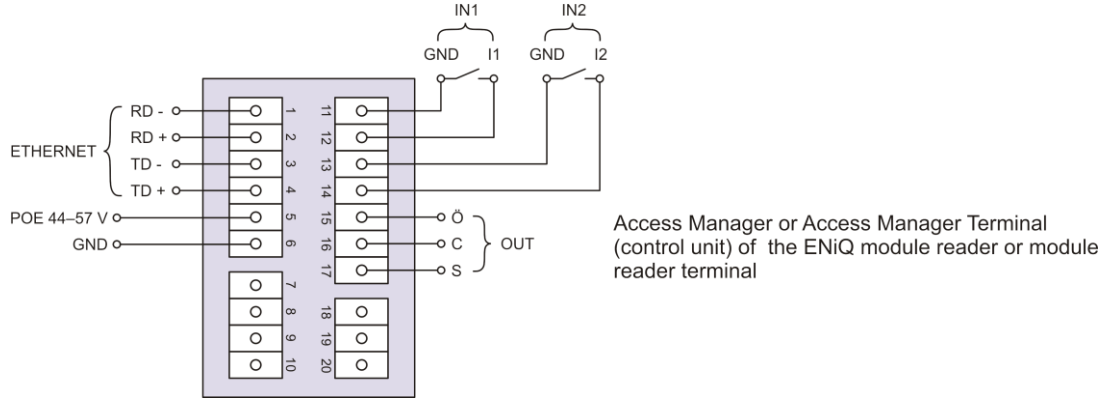 IN1
IN2
GND I1
GND I2
RD -
RD +
TD -
TD +
ETHERNET
POE 44–57 V
GND
1
2
3
4
5
6
7
8
9
10
11
12
13
14
15
16
17
18
19
20
Ö
C
S
OUT
Access Manager or Access Manager Terminal
(control unit) of the ENiQ module reader or module
reader terminal